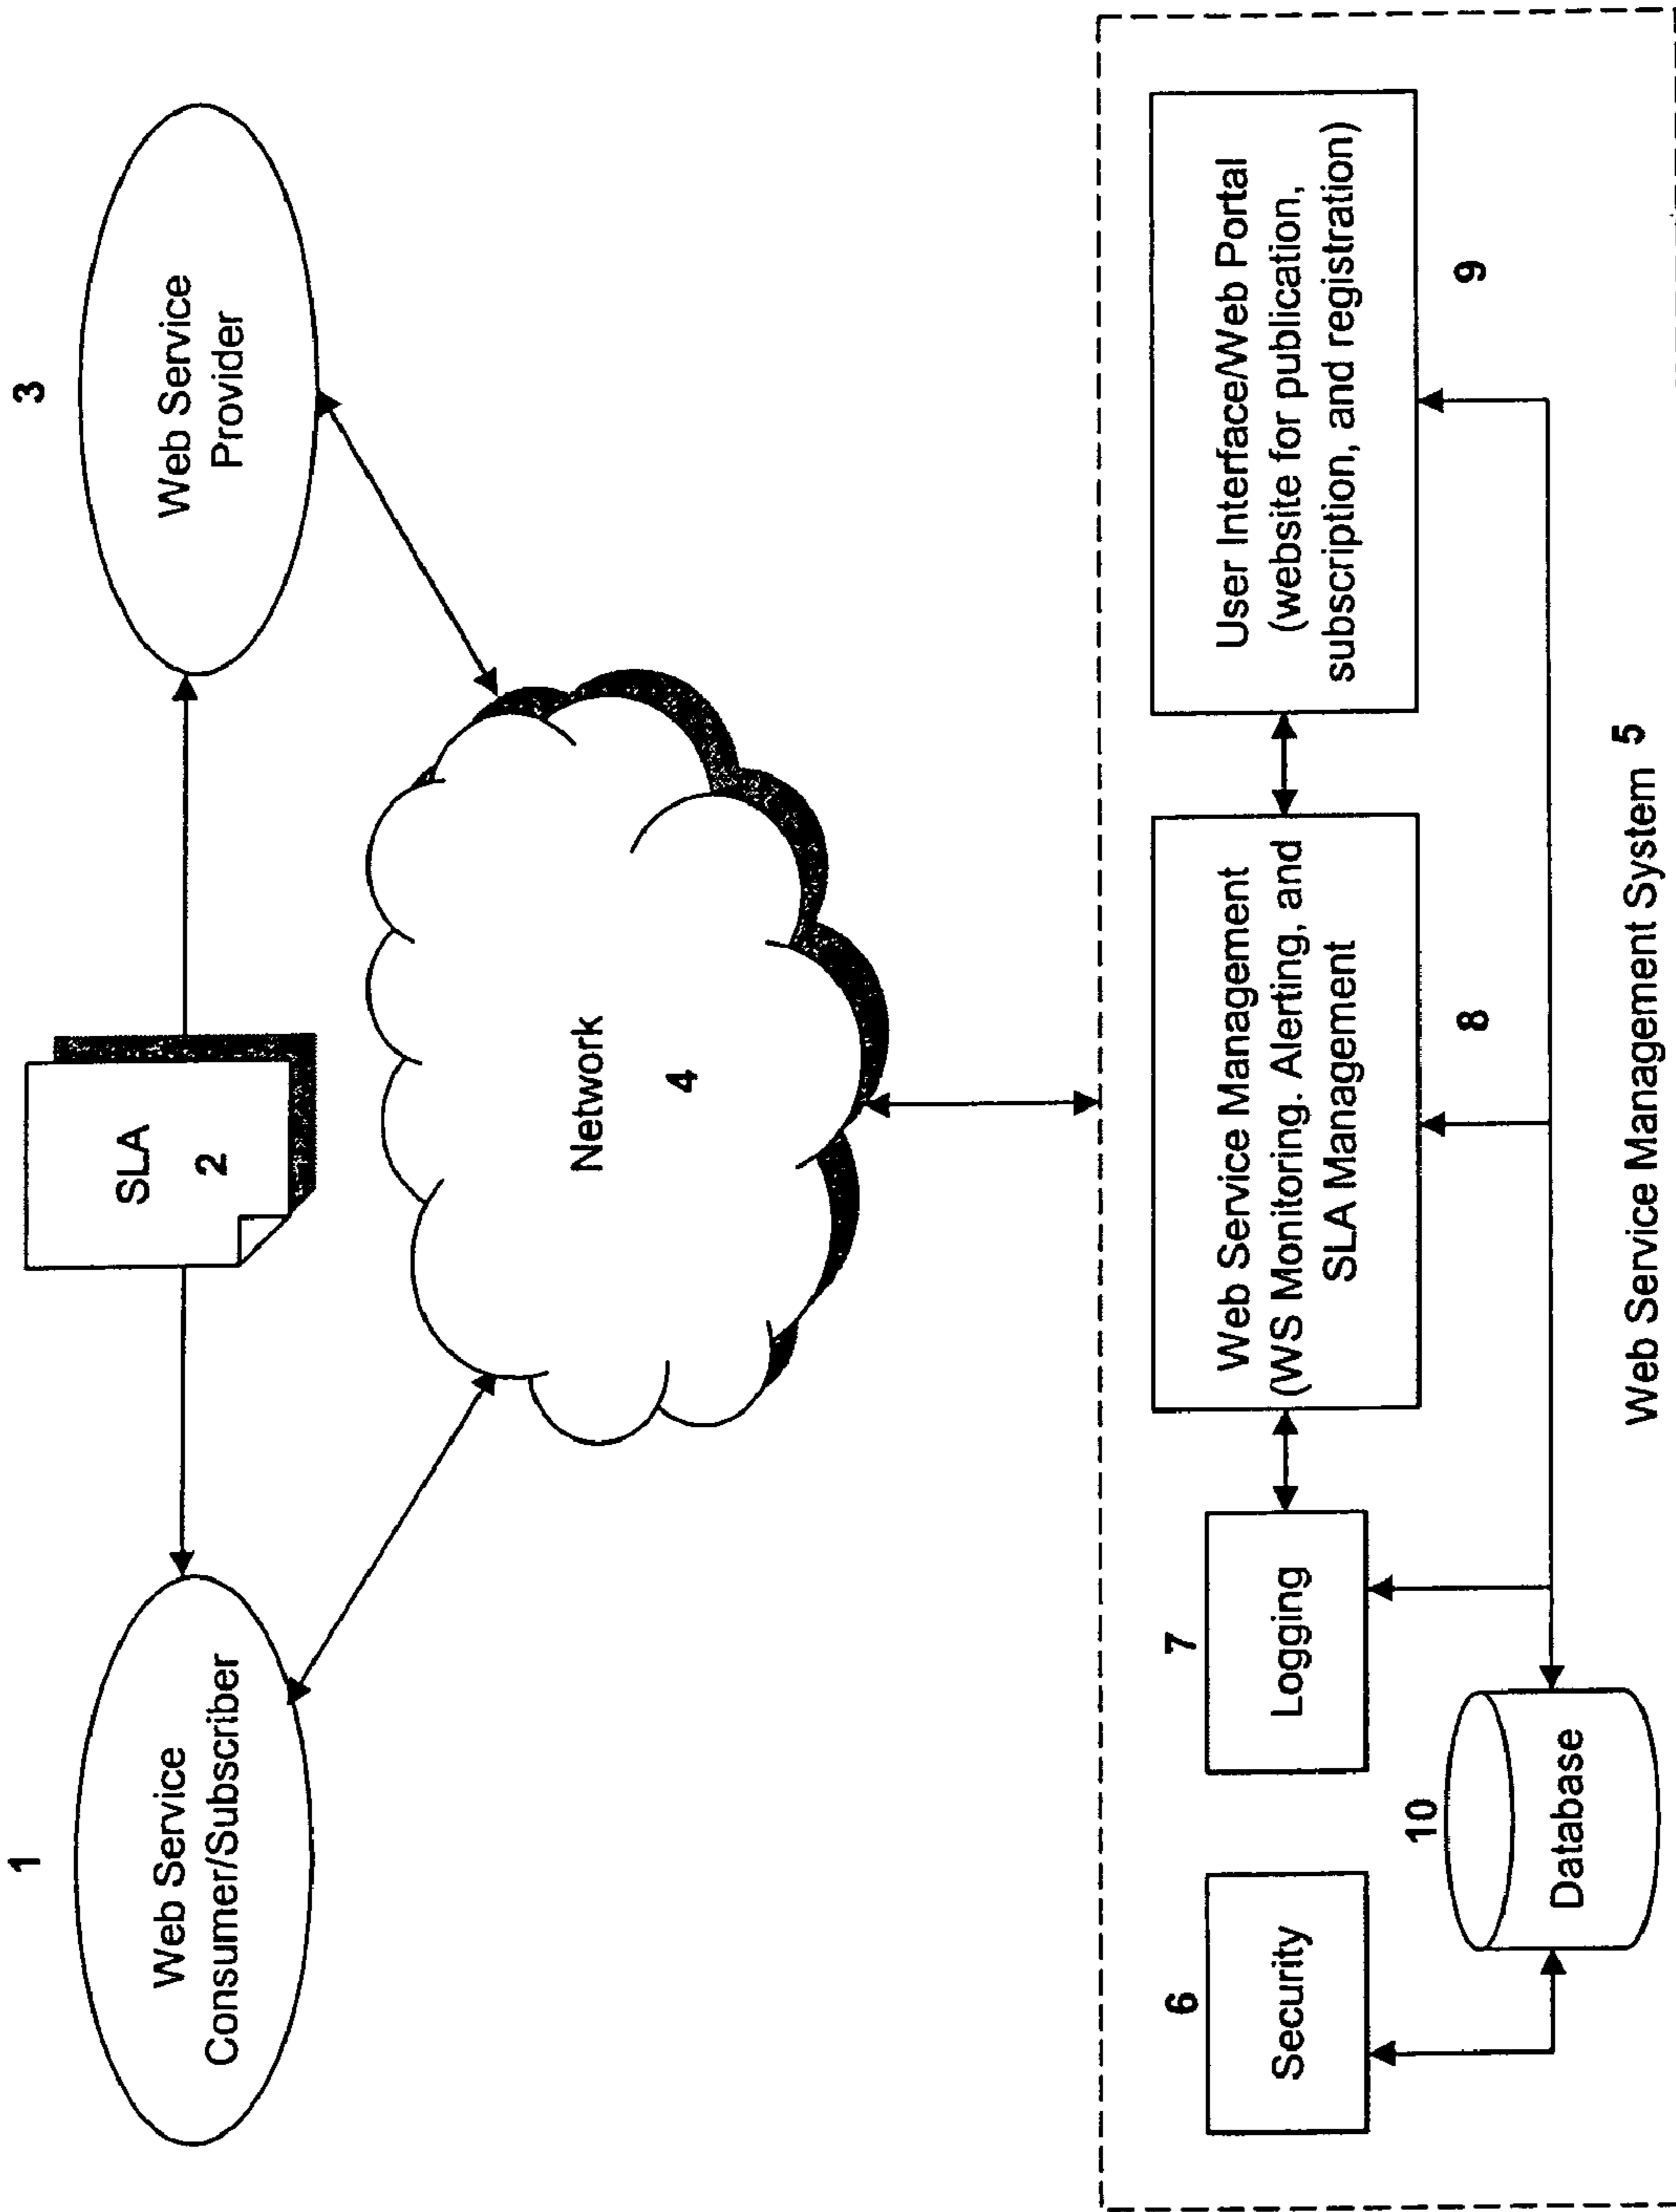 1
Web Service
Consumer/Subscriber
SLA
2
3
Web Service
Provider
Network
4
6
Security
7
Logging
Web Service Management
(WS Monitoring. Alerting, and
SLA Management
8
User Interface/Web Portal
(website for publication,
subscription, and registration)
9
10
Database
Web Service Management System 5